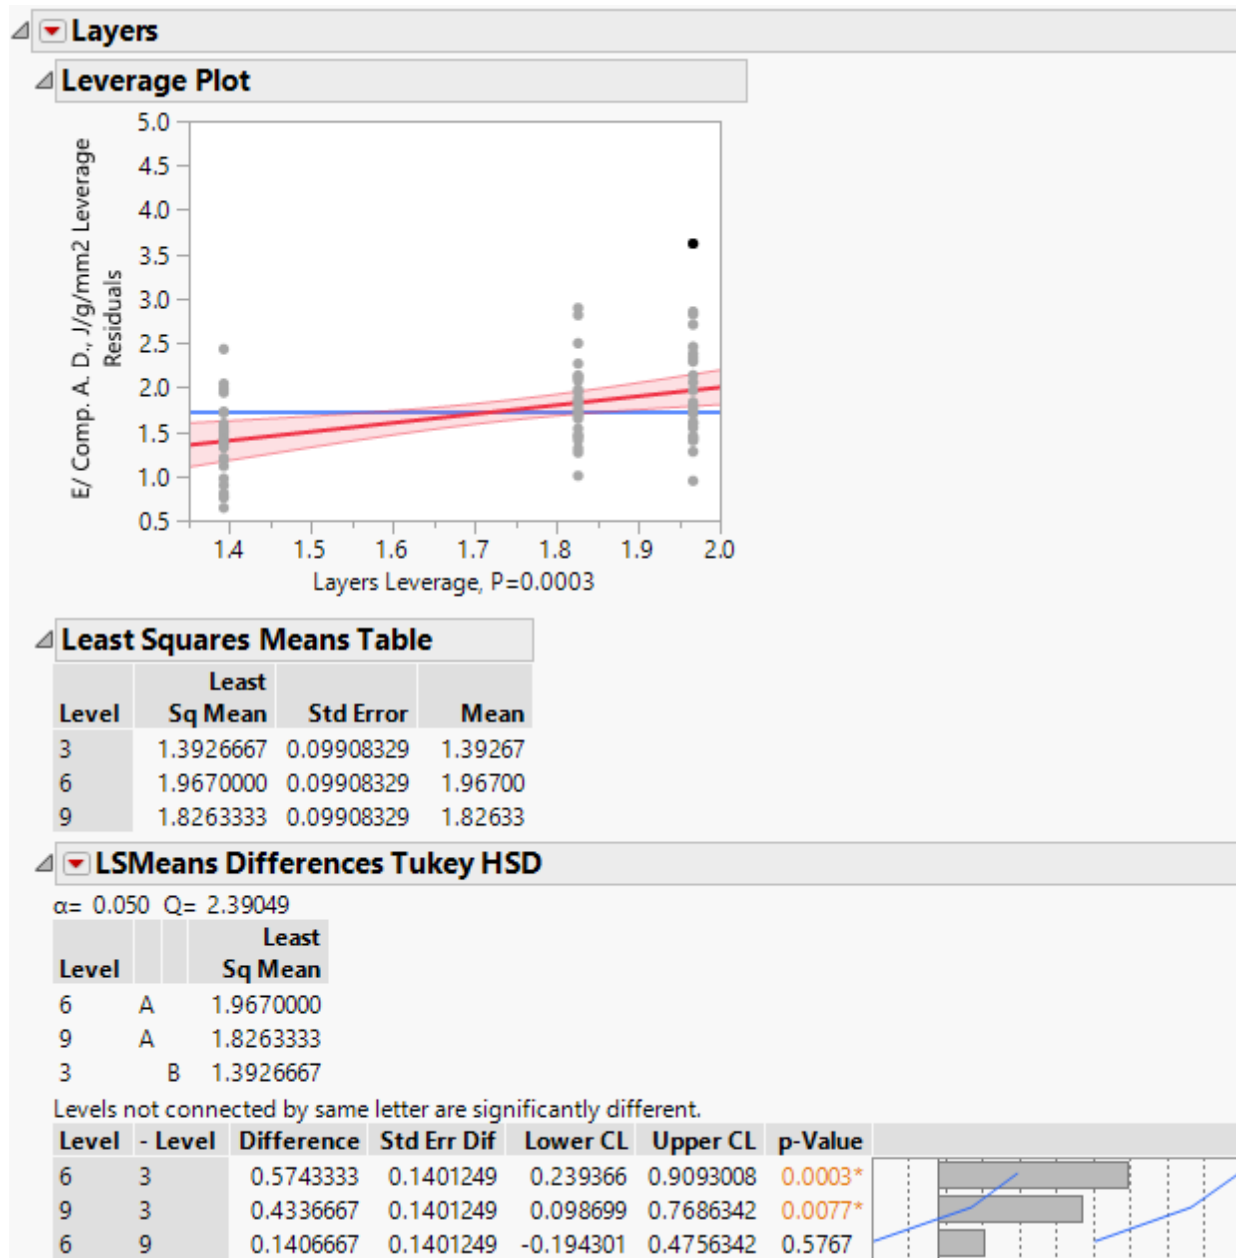 Layers
Leverage Plot
E/ Comp. A. D., J/g/mm2 Leverage
Residuals
5.0
4.5
4.0
3.5
3.0
2.5
2.0
1.5
1.0
0.5
1.4 1.5 1.6 1.7 1.8 1.9 2.0
Layers Leverage, P=0.0003
Least Squares Means Table
Least
Level Sq Mean Std Error Mean
3 1.3926667 0.09908329 1.39267
6 1.9670000 0.09908329 1.96700
9 1.8263333 0.09908329 1.82633
LSMeans Differences Tukey HSD
α= 0.050 Q= 2.39049
Least
Level Sq Mean
6 A 1.9670000
9 A 1.8263333
3 B 1.3926667
Levels not connected by same letter are significantly different.
Level - Level Difference Std Err Dif Lower CL Upper CL p-Value
6 3 0.5743333 0.1401249 0.239366 0.9093008 0.0003*
9 3 0.4336667 0.1401249 0.098699 0.7686342 0.0077*
6 9 0.1406667 0.1401249 -0.194301 0.4756342 0.5767